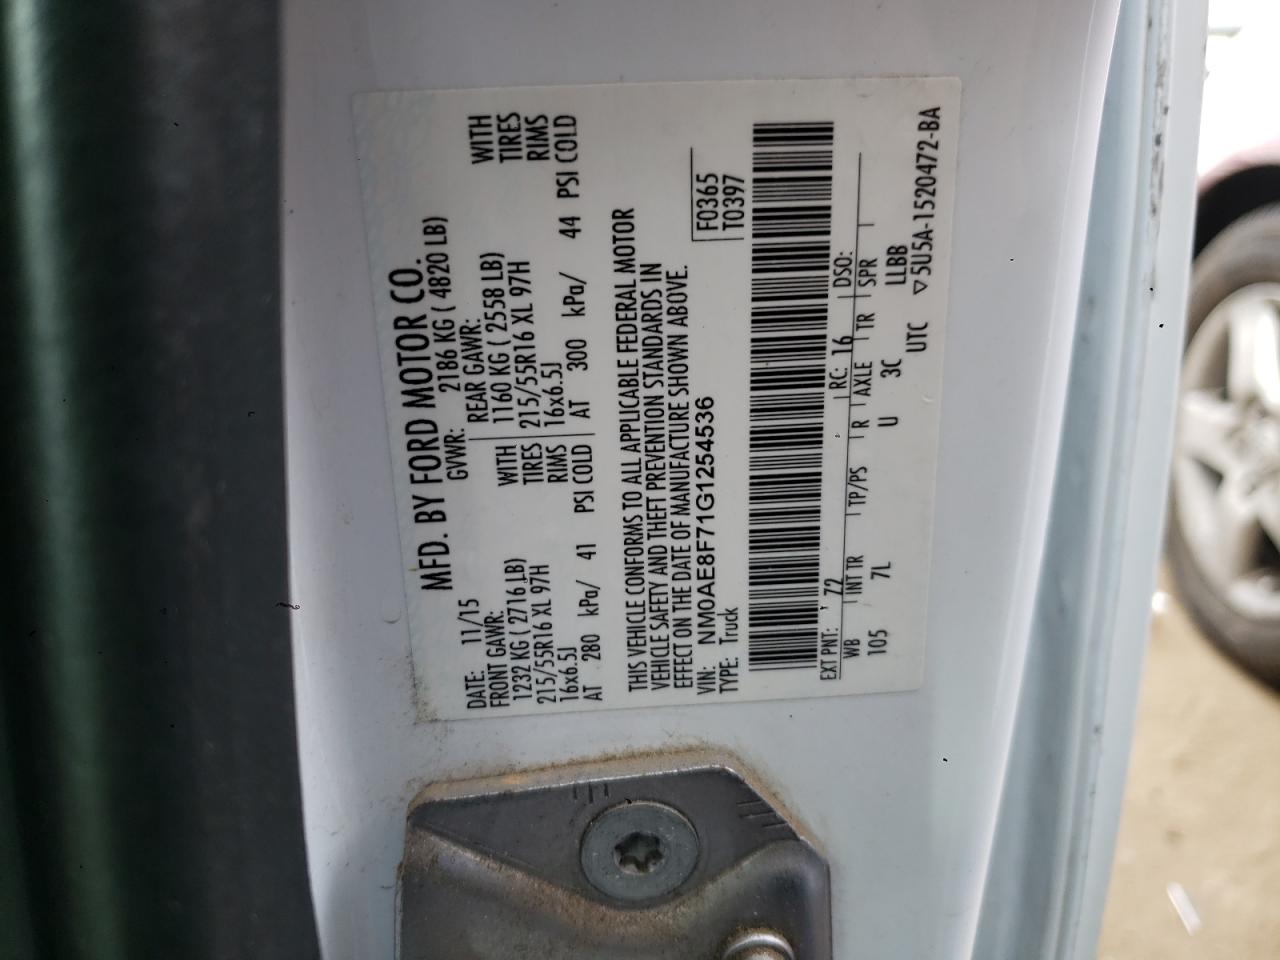 MFD. BY FORD MOTOR CO.
DATE: 11/15 GVWR: 2186 KG ( 4820 LB)
FRONT GAWR: REAR GAWR:
1232 KG ( 2716 LB) WITH 1160 KG ( 2558 LB) WITH
215/55R16 XL 97H TIRES 215/55R16 XL 97H TIRES
16x6.5J RIMS 16x6.5J RIMS
AT 280 kPa/ 41 PSI COLD AT 300 kPa/ 44 PSI COLD
THIS VEHICLE CONFORMS TO ALL APPLICABLE FEDERAL MOTOR
VEHICLE SAFETY AND THEFT PREVENTION STANDARDS IN
EFFECT ON THE DATE OF MANUFACTURE SHOWN ABOVE.
VIN: NM0AE8F71G1254536 F0365
TYPE: Truck T0397
EXT PNT: 7Z RC: 16 DSO:
WB INT TR TP/PS R AXLE TR SPR
105 7L U 3C LLBB
UTC ▽5U5A-1520472-BA